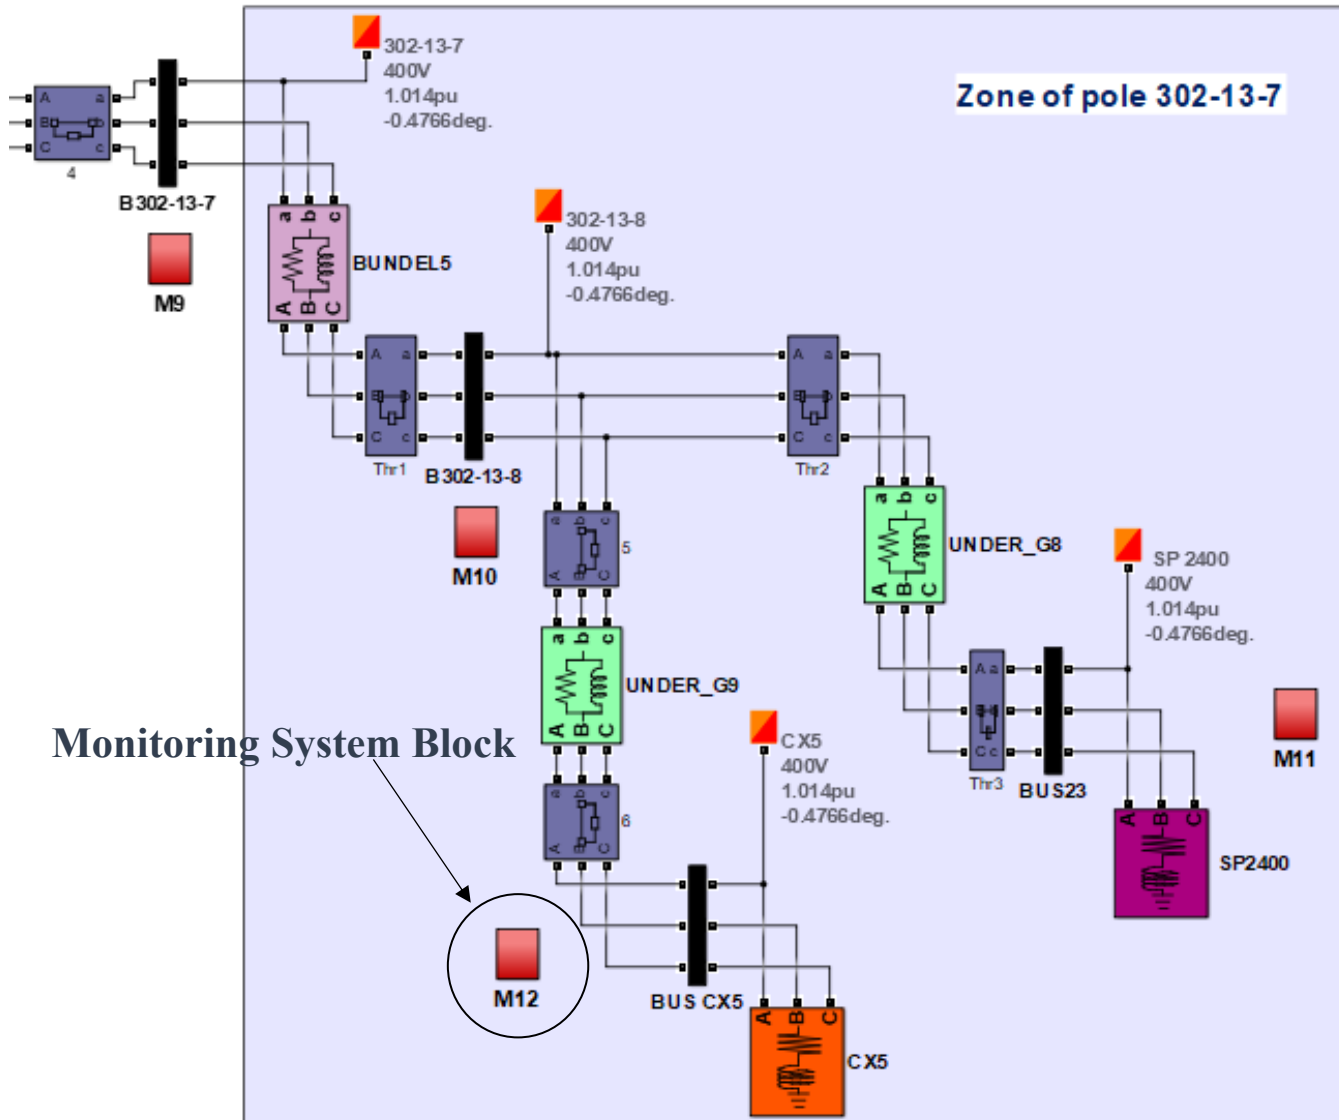 302-13-7
400V
1.014pu
-0.4766deg.
Zone of pole 302-13-7
A a
B b
C c
4
B302-13-7
M9
a b c
BUNDEL5
A B C
302-13-8
400V
1.014pu
-0.4766deg.
A a
B b
C c
Thr1
B302-13-8
M10
A a
B b
C c
Thr2
a b c
5
A B C
a b c
UNDER_G8
A B C
SP 2400
400V
1.014pu
-0.4766deg.
a b c
UNDER_G9
A B C
A a
B b
C c
Thr3
BUS23
M11
Monitoring System Block
CX5
400V
1.014pu
-0.4766deg.
a b c
6
A B C
A B C
SP2400
M12
BUS CX5
A B C
CX5